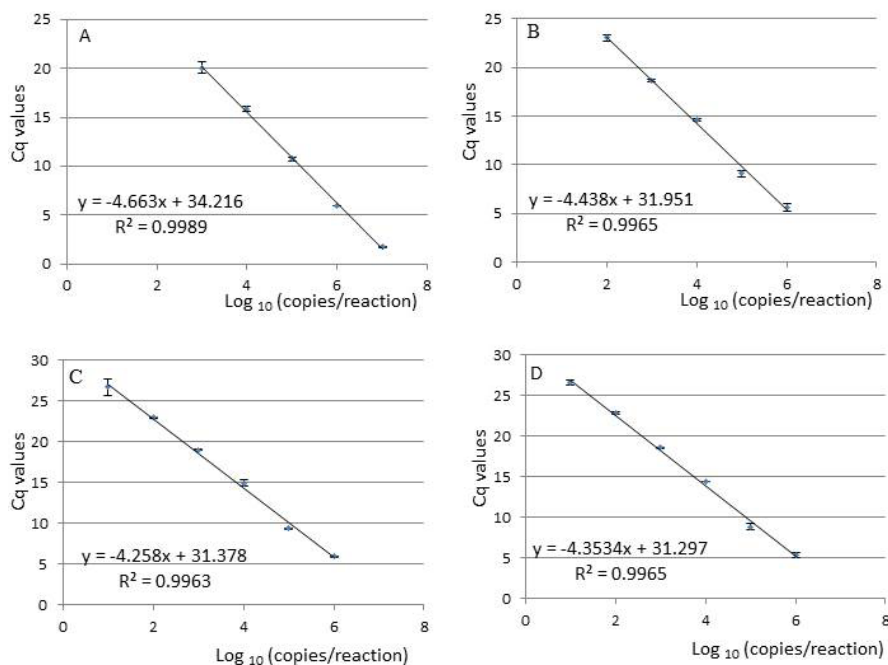 A
Cq values
25
20
15
10
5
0
y = -4.663x + 34.216
R² = 0.9989
0 2 4 6 8
Log 10 (copies/reaction)
B
Cq values
25
20
15
10
5
0
y = -4.438x + 31.951
R² = 0.9965
0 2 4 6 8
Log 10 (copies/reaction)
C
Cq values
30
25
20
15
10
5
0
y = -4.258x + 31.378
R² = 0.9963
0 2 4 6 8
Log 10 (copies/reaction)
D
Cq values
30
25
20
15
10
5
0
y = -4.3534x + 31.297
R² = 0.9965
0 2 4 6 8
Log 10 (copies/reaction)